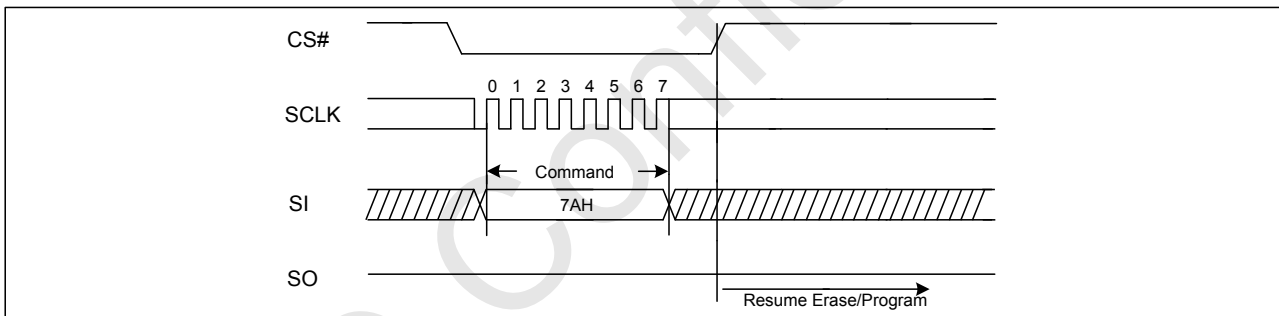 CS#
0 1 2 3 4 5 6 7
SCLK
Command
SI
7AH
SO
Resume Erase/Program